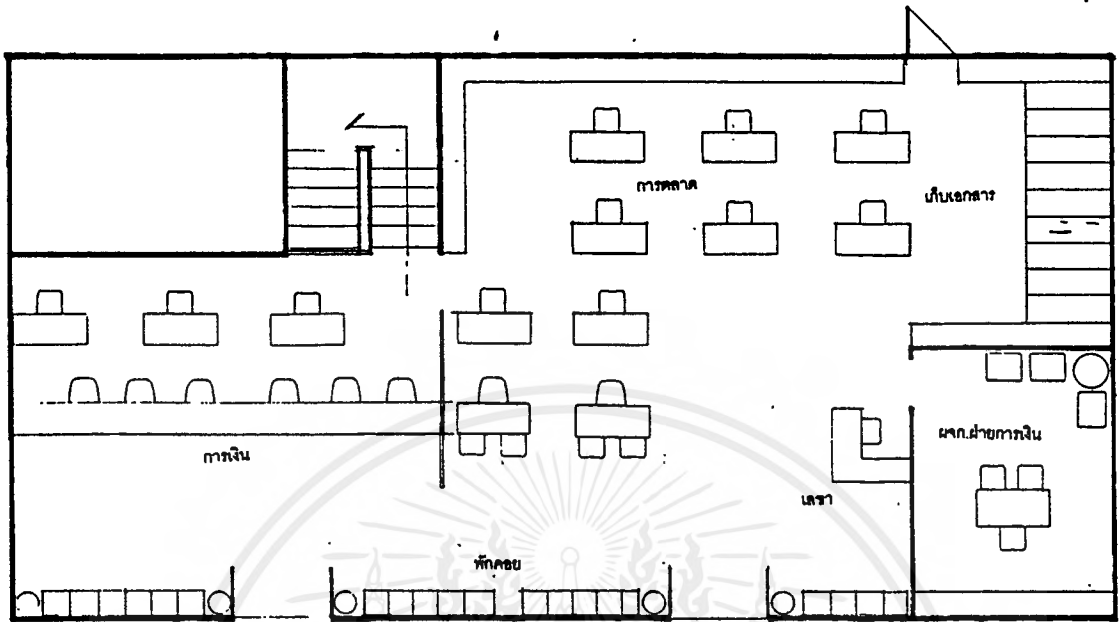 การตลาด
เก็บเอกสาร
ผจก.ฝ่ายการเงิน
การเงิน
เลขา
พักคอย